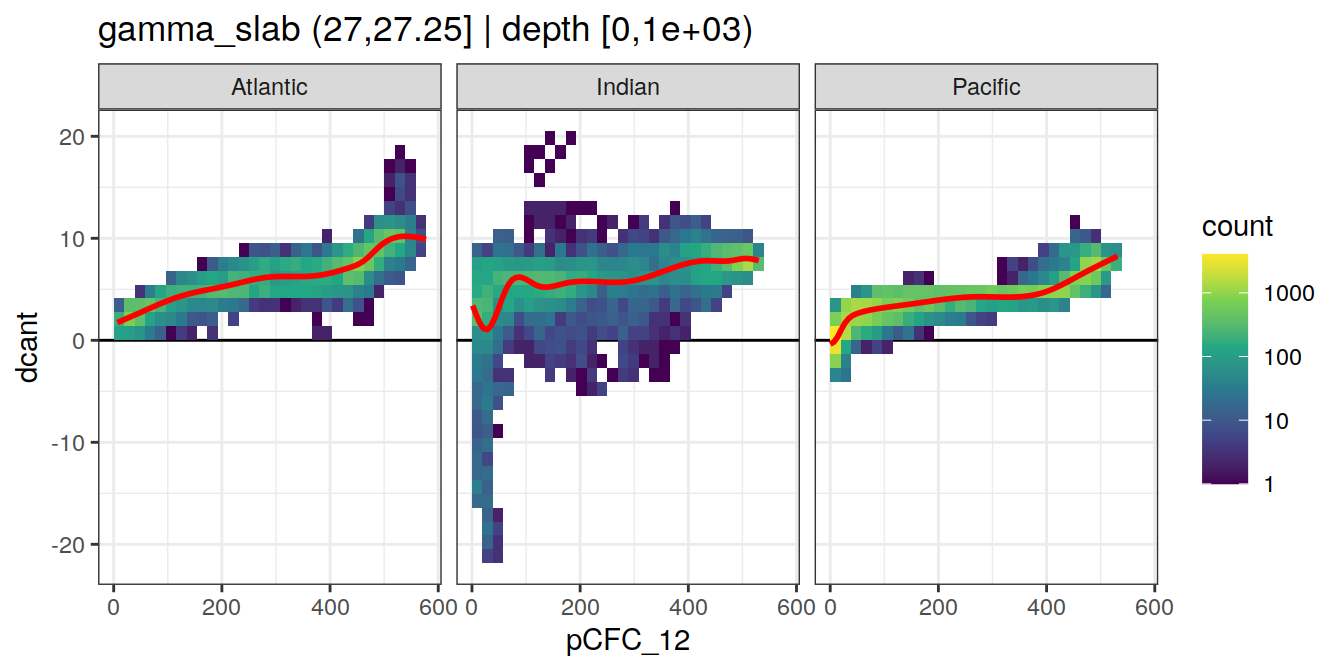 gamma_slab (27,27.25] | depth [0,1e+03)
Atlantic
Indian
Pacific
20
10
0
-10
-20
dcant
0 200 400 600 0 200 400 600 0 200 400 600
pCFC_12
count
1000
100
10
1